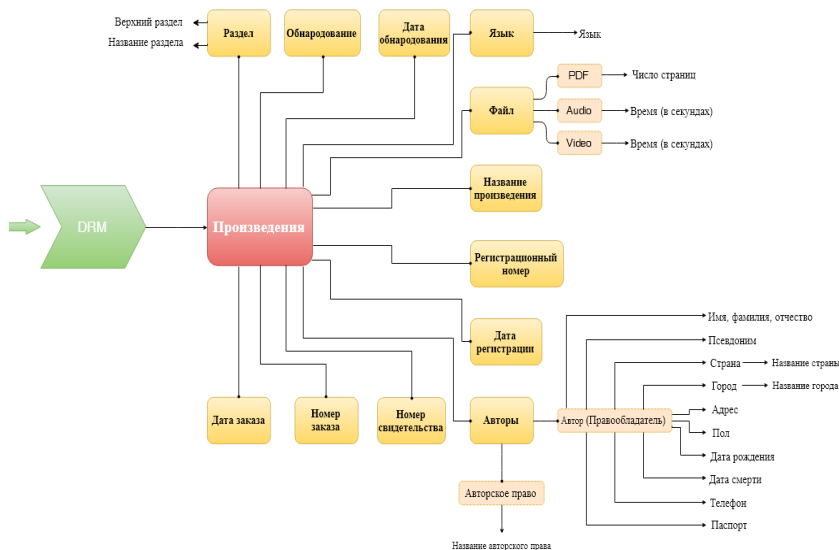 Верхний раздел
Название раздела
Раздел
Обнародование
Дата
обнародования
Язык
Язык
Файл
PDF
Число страниц
Audio
Время (в секундах)
Video
Время (в секундах)
DRM
Произведения
Название
произведения
Регистрационный
номер
Дата
регистрации
Дата заказа
Номер
заказа
Номер
свидетельства
Авторы
Автор (Правообладатель)
Имя, фамилия, отчество
Псевдоним
Страна
Название страны
Город
Название города
Адрес
Пол
Дата рождения
Дата смерти
Телефон
Паспорт
Авторское право
Название авторского права